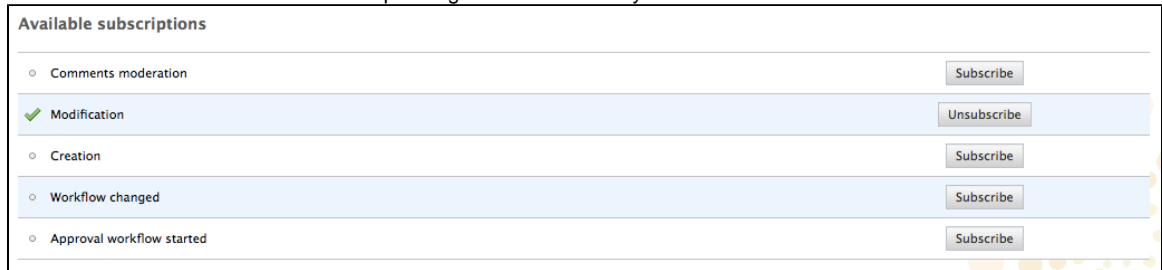 Available subscriptions
Comments moderation Subscribe
Modification Unsubscribe
Creation Subscribe
Workflow changed Subscribe
Approval workflow started Subscribe